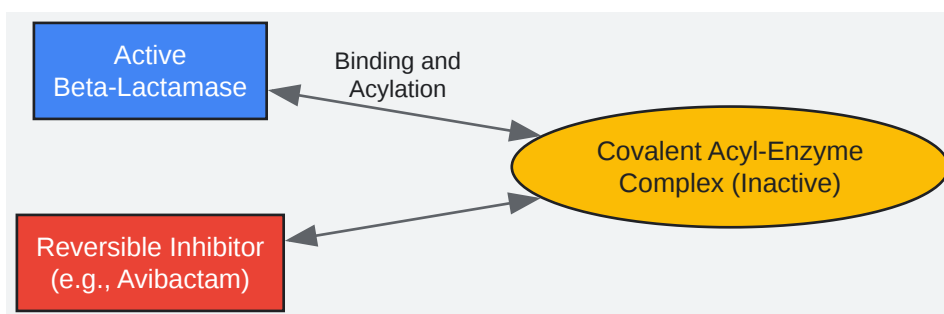 Active
Beta-Lactamase
Binding and
Acylation
Covalent Acyl-Enzyme
Complex (Inactive)
Reversible Inhibitor
(e.g., Avibactam)